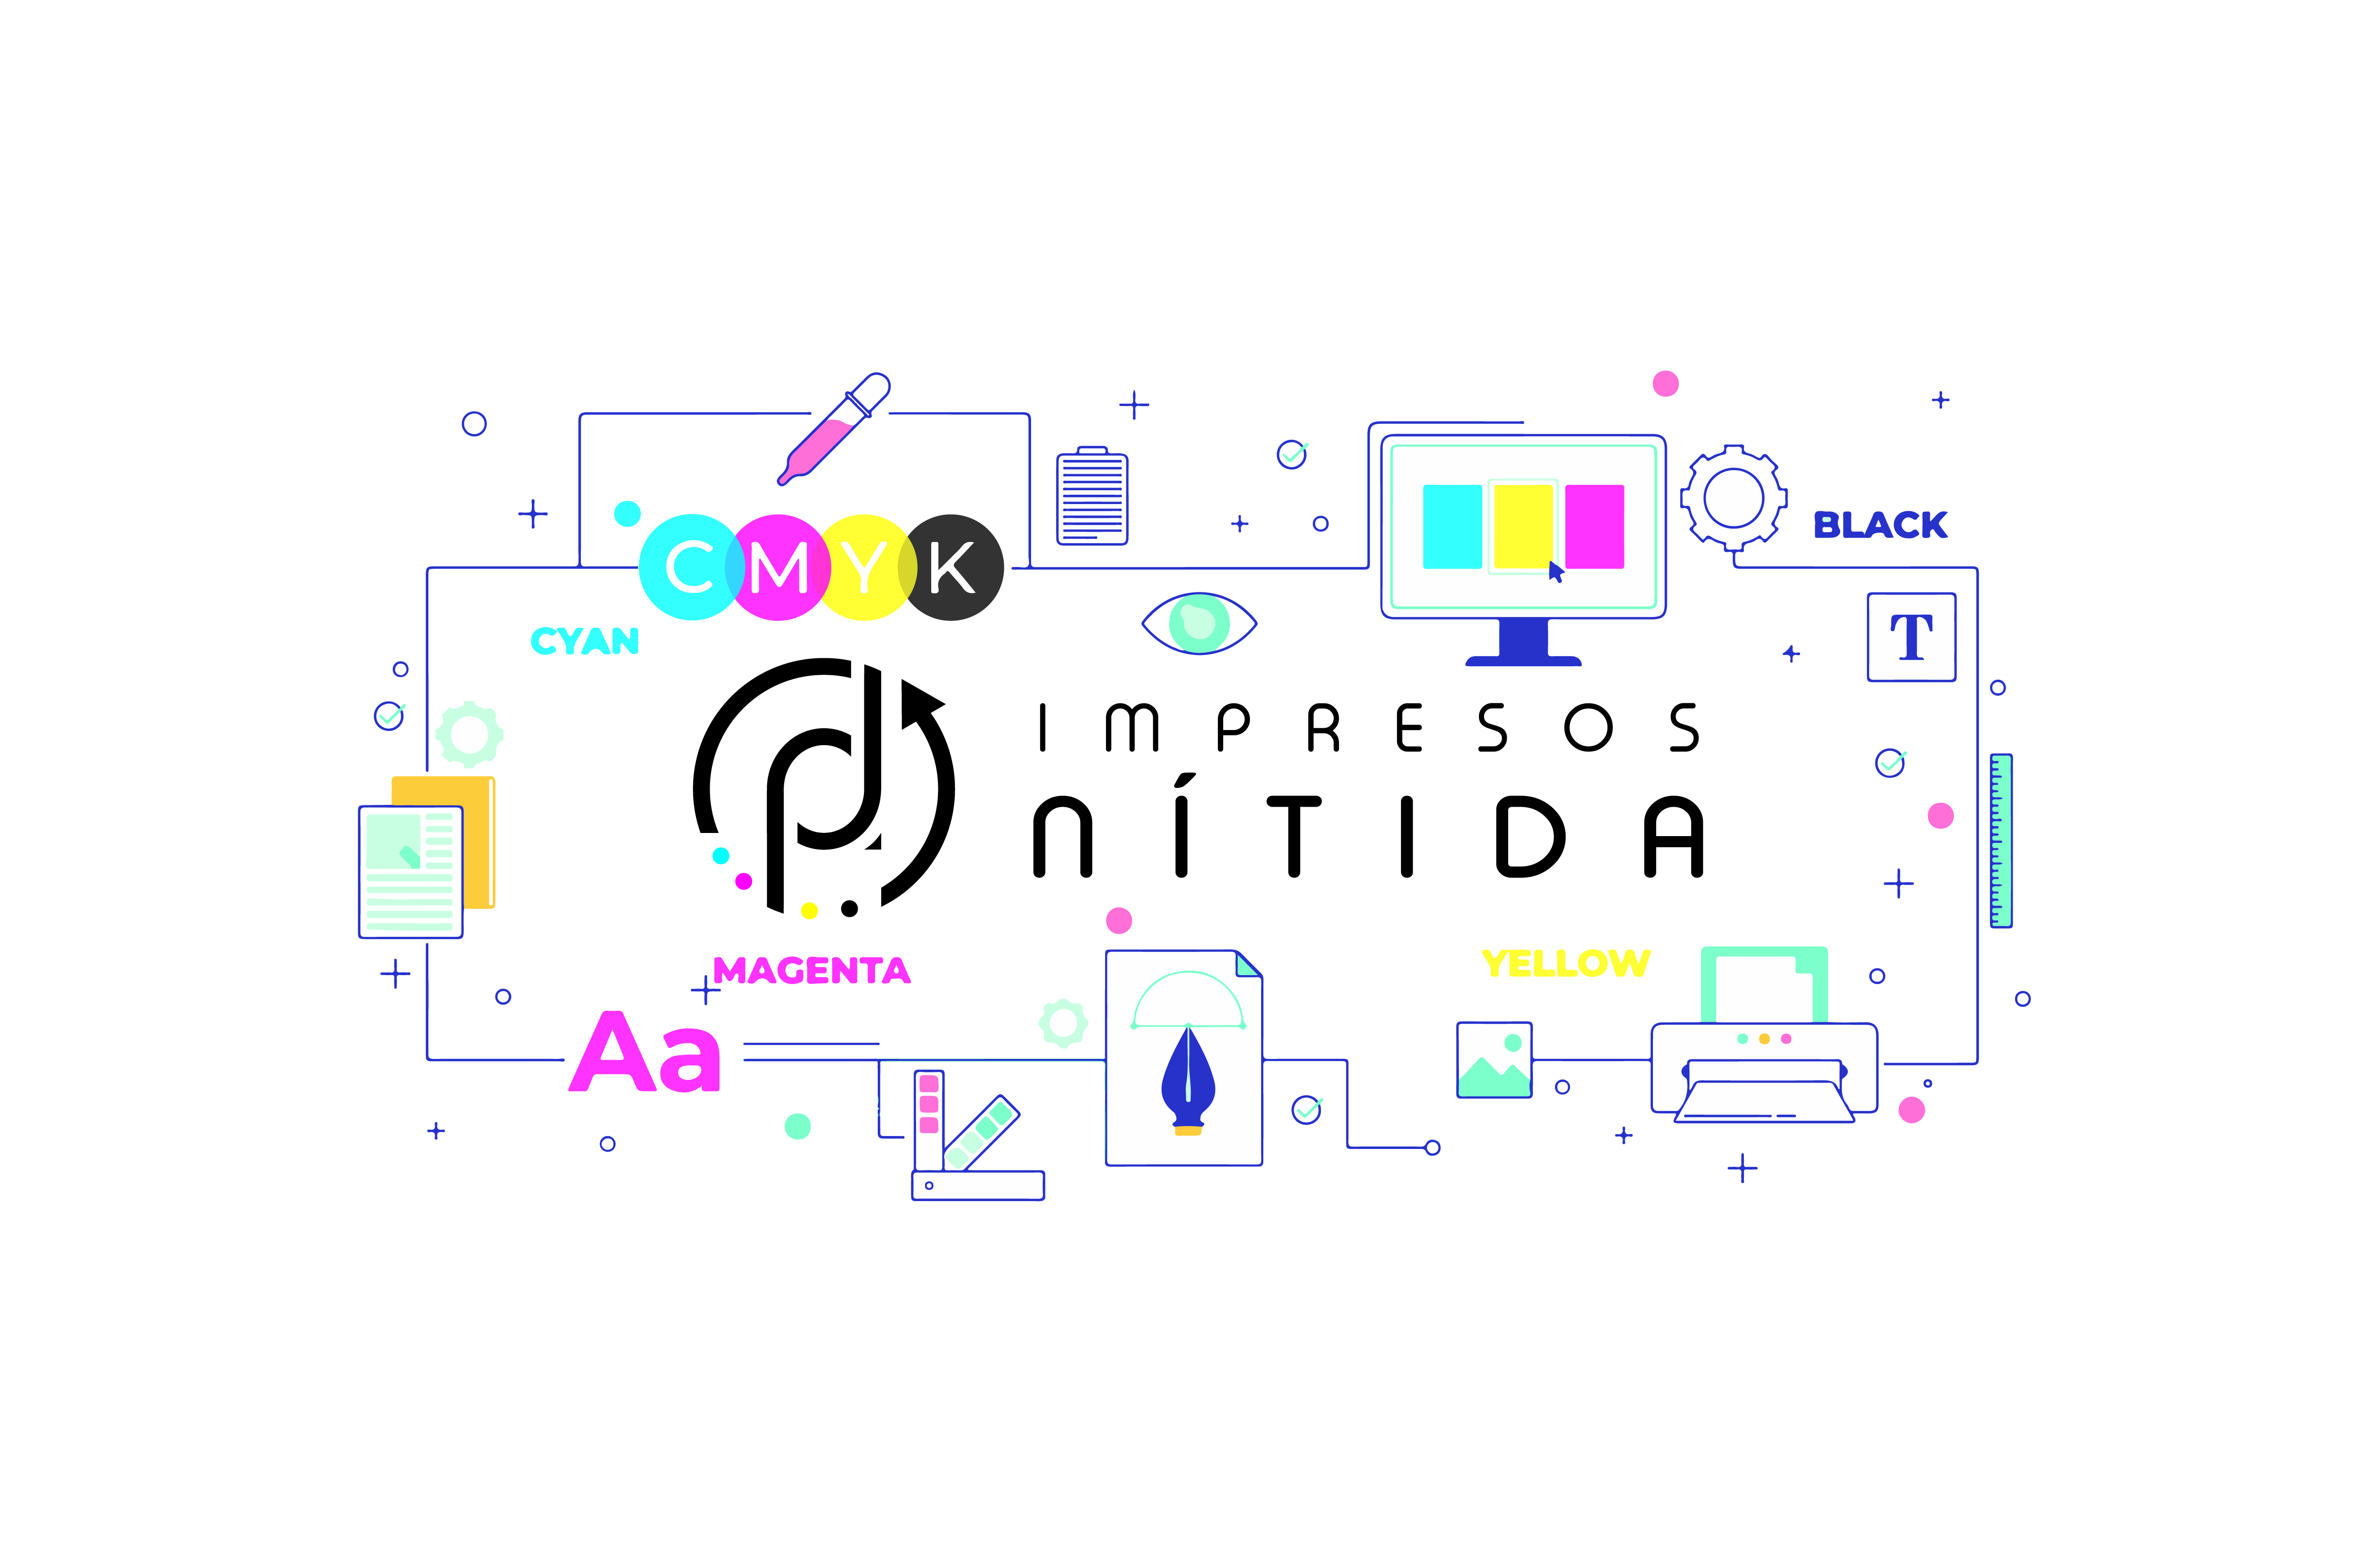 CMYK
BLACK
CYAN
T
IMPRESOS
NÍTIDA
MAGENTA
YELLOW
Aa